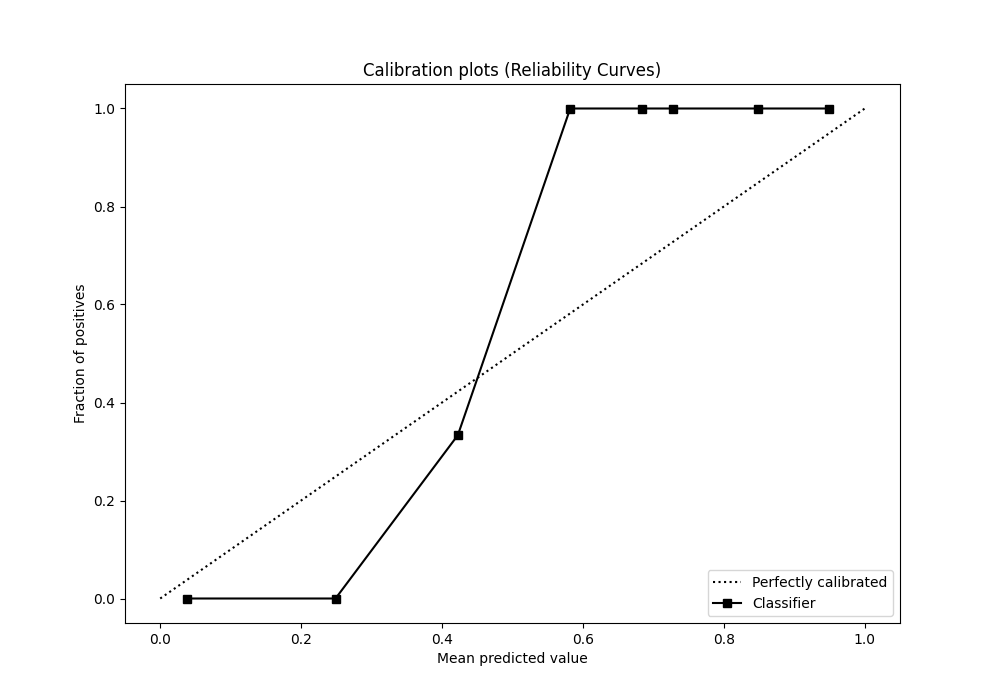 Calibration plots (Reliability Curves)
1.0
0.8
0.6
0.4
0.2
0.0
Fraction of positives
0.0 0.2 0.4 0.6 0.8 1.0
Mean predicted value
Perfectly calibrated
Classifier